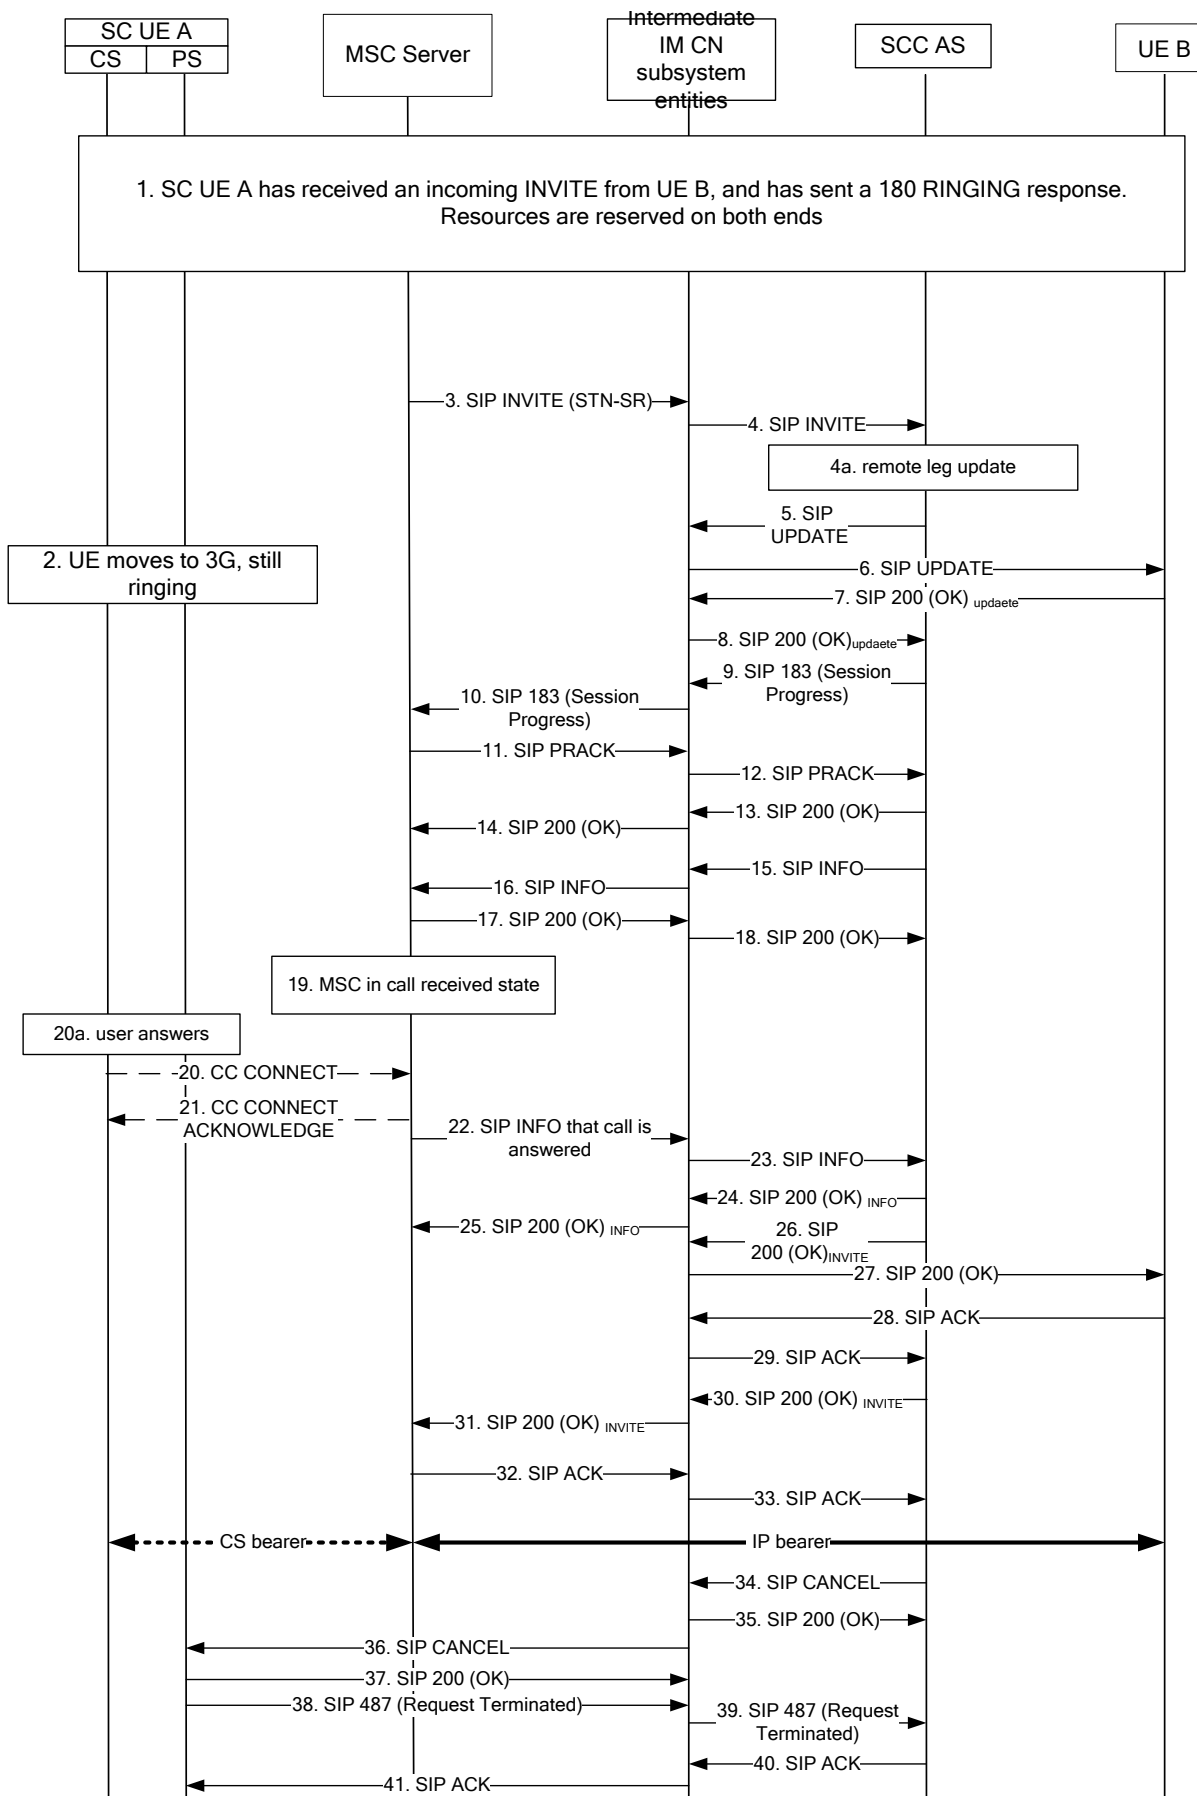 SC UE A
CS
PS
MSC Server
Intermediate
IM CN
subsystem
entities
SCC AS
UE B
1. SC UE A has received an incoming INVITE from UE B, and has sent a 180 RINGING response.
Resources are reserved on both ends
3. SIP INVITE (STN-SR)
4. SIP INVITE
4a. remote leg update
5. SIP
UPDATE
2. UE moves to 3G, still
ringing
6. SIP UPDATE
7. SIP 200 (OK) updaete
8. SIP 200 (OK)updaete
9. SIP 183 (Session
Progress)
10. SIP 183 (Session
Progress)
11. SIP PRACK
12. SIP PRACK
13. SIP 200 (OK)
14. SIP 200 (OK)
15. SIP INFO
16. SIP INFO
17. SIP 200 (OK)
18. SIP 200 (OK)
19. MSC in call received state
20a. user answers
20. CC CONNECT
21. CC CONNECT
ACKNOWLEDGE
22. SIP INFO that call is
answered
23. SIP INFO
24. SIP 200 (OK) INFO
25. SIP 200 (OK) INFO
26. SIP
200 (OK)INVITE
27. SIP 200 (OK)
28. SIP ACK
29. SIP ACK
30. SIP 200 (OK) INVITE
31. SIP 200 (OK) INVITE
32. SIP ACK
33. SIP ACK
CS bearer
IP bearer
34. SIP CANCEL
35. SIP 200 (OK)
36. SIP CANCEL
37. SIP 200 (OK)
38. SIP 487 (Request Terminated)
39. SIP 487 (Request
Terminated)
40. SIP ACK
41. SIP ACK